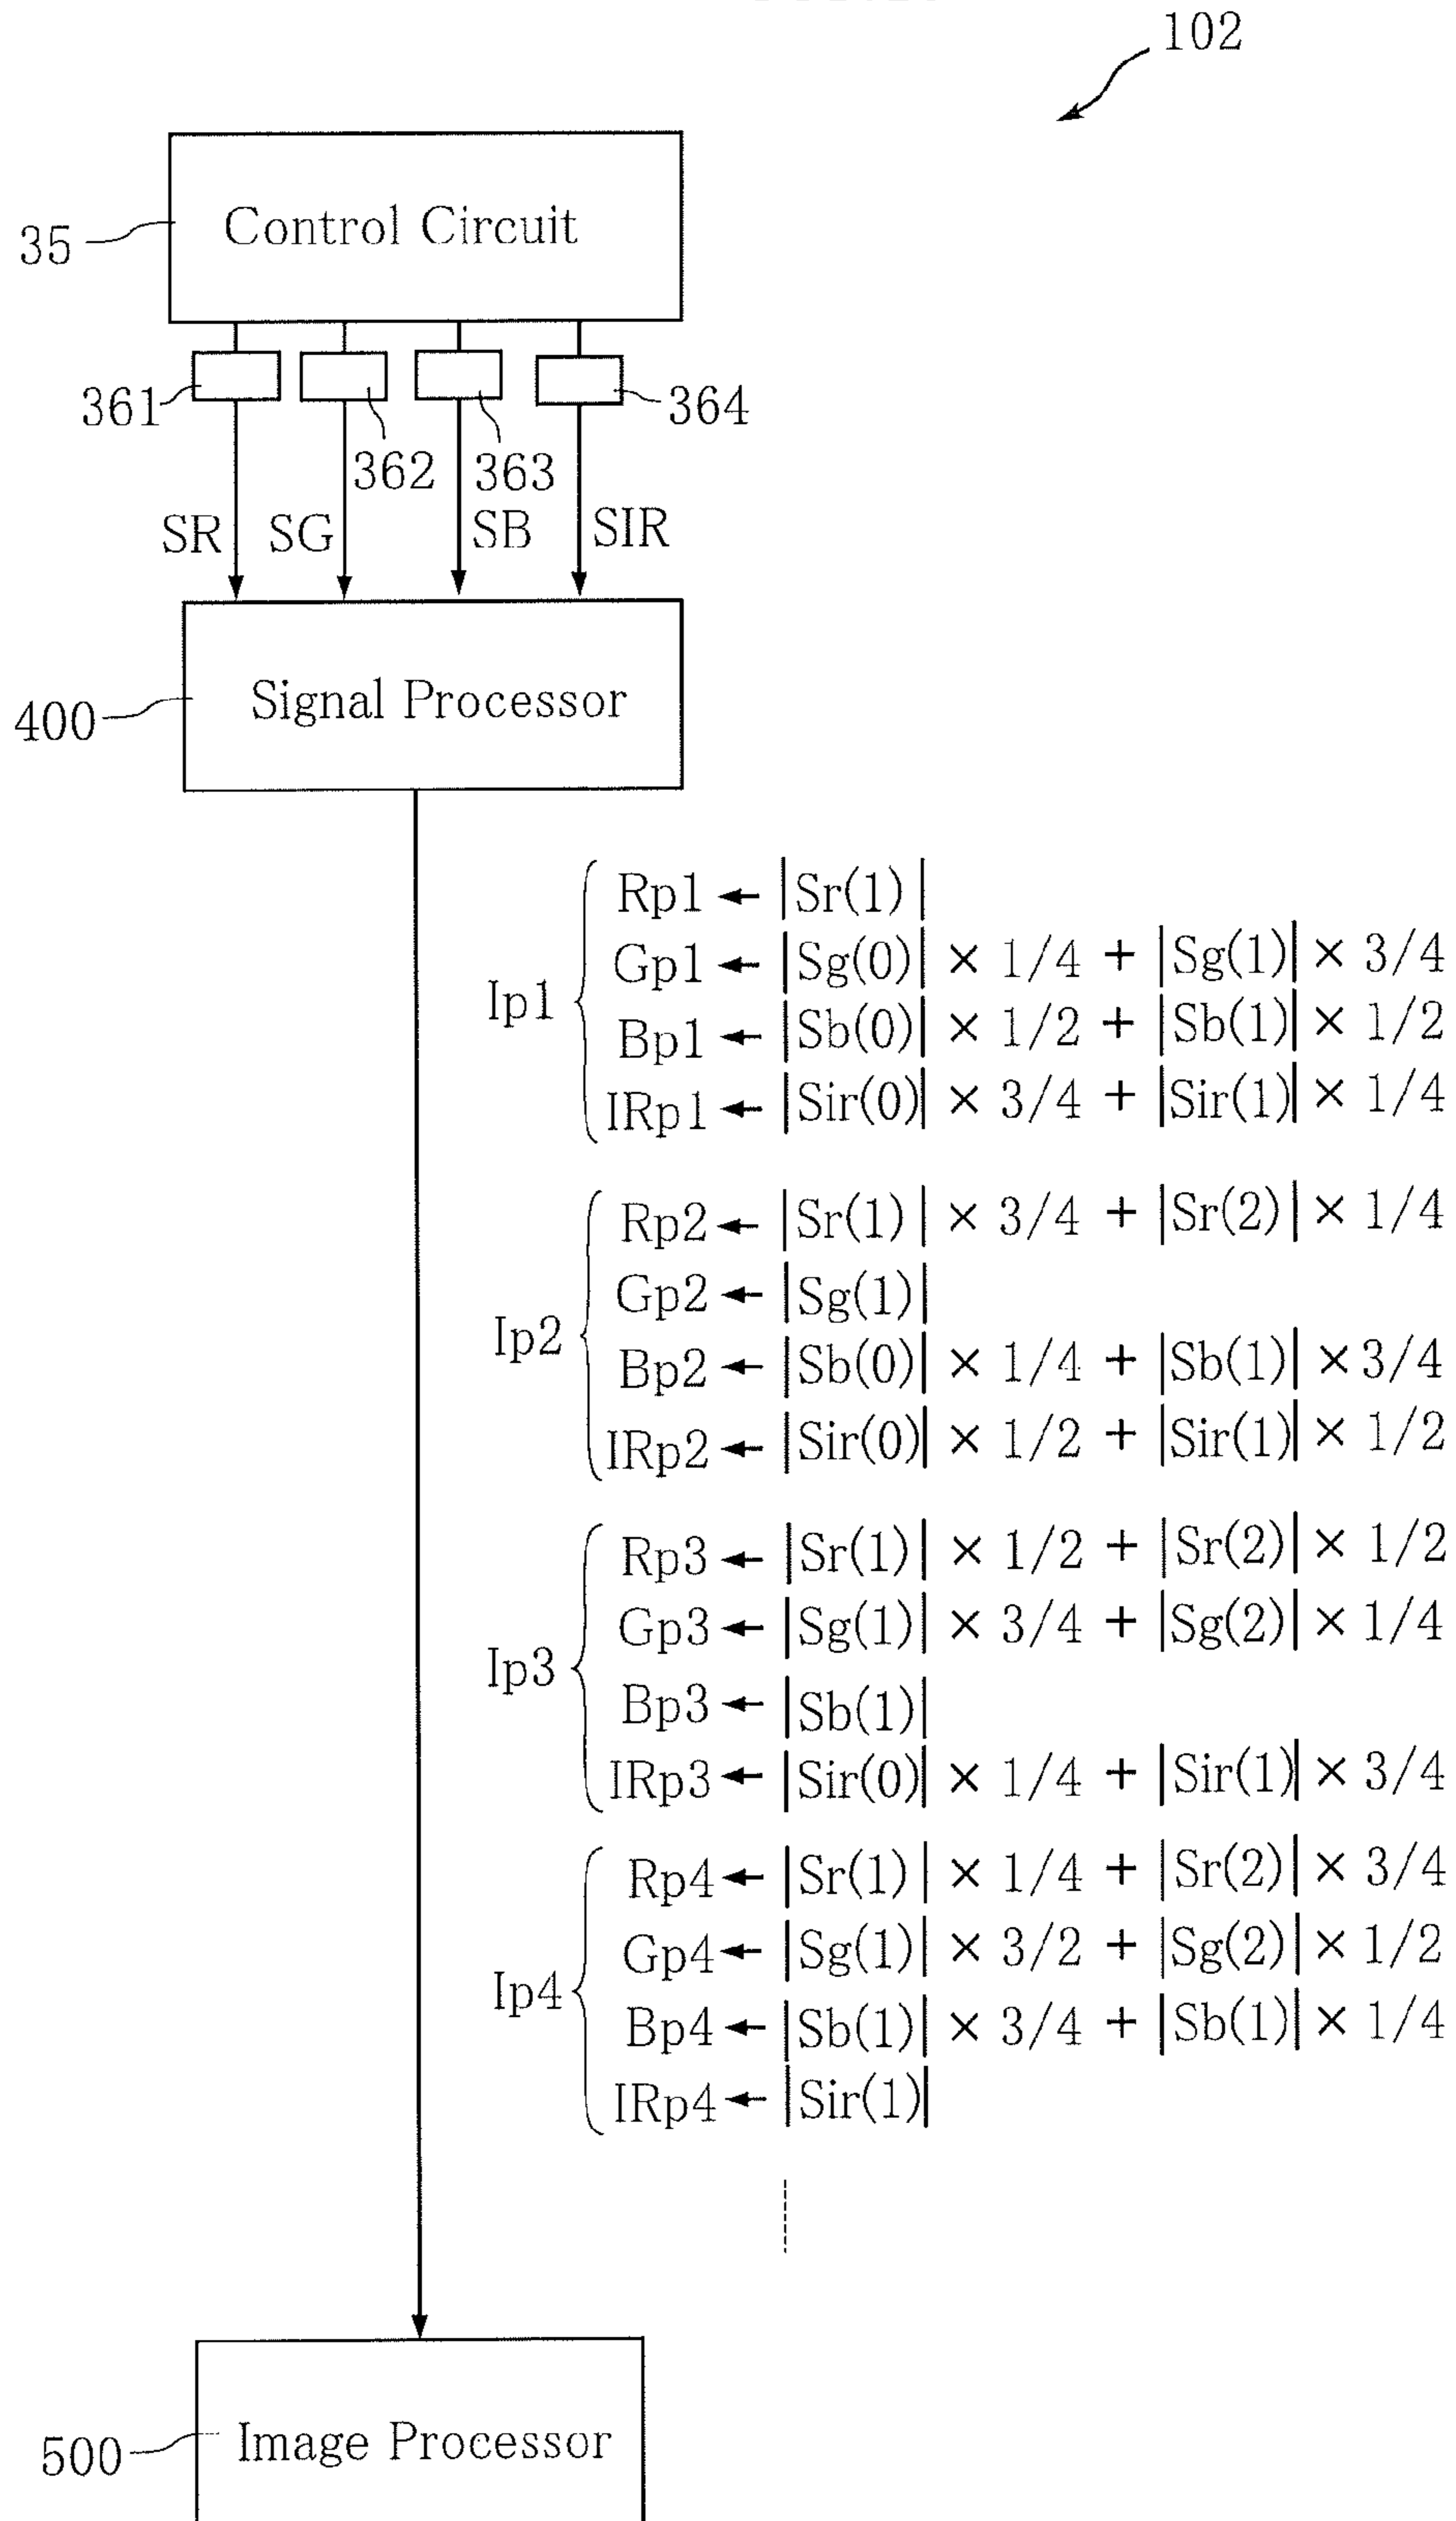 102
Control Circuit
35
361
362
363
364
SR SG SB SIR
Signal Processor
400
Ip1
Rp1 ← |Sr(1)|
Gp1 ← |Sg(0)| × 1/4 + |Sg(1)| × 3/4
Bp1 ← |Sb(0)| × 1/2 + |Sb(1)| × 1/2
IRp1 ← |Sir(0)| × 3/4 + |Sir(1)| × 1/4
Ip2
Rp2 ← |Sr(1)| × 3/4 + |Sr(2)| × 1/4
Gp2 ← |Sg(1)|
Bp2 ← |Sb(0)| × 1/4 + |Sb(1)| × 3/4
IRp2 ← |Sir(0)| × 1/2 + |Sir(1)| × 1/2
Ip3
Rp3 ← |Sr(1)| × 1/2 + |Sr(2)| × 1/2
Gp3 ← |Sg(1)| × 3/4 + |Sg(2)| × 1/4
Bp3 ← |Sb(1)|
IRp3 ← |Sir(0)| × 1/4 + |Sir(1)| × 3/4
Ip4
Rp4 ← |Sr(1)| × 1/4 + |Sr(2)| × 3/4
Gp4 ← |Sg(1)| × 3/2 + |Sg(2)| × 1/2
Bp4 ← |Sb(1)| × 3/4 + |Sb(1)| × 1/4
IRp4 ← |Sir(1)|
Image Processor
500